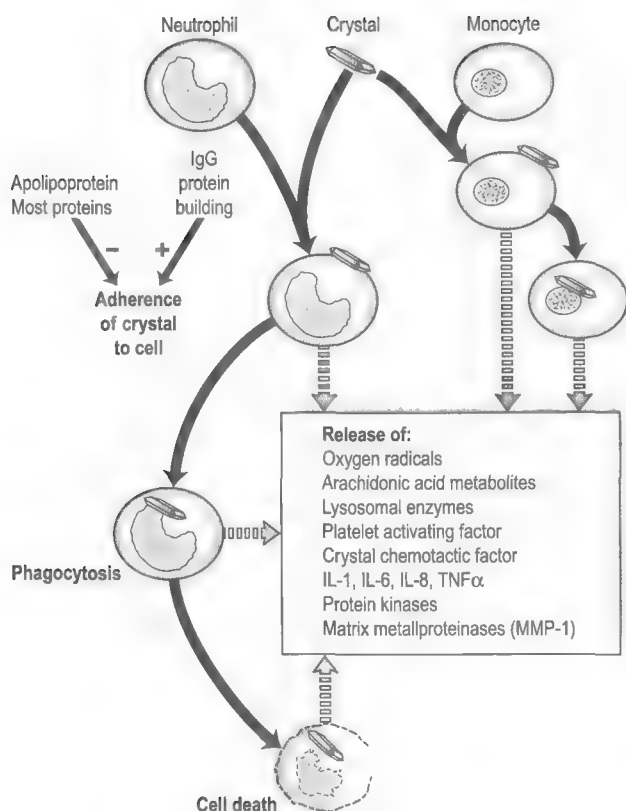 Neutrophil
Crystal
Monocyte
Apolipoprotein
Most proteins
IgG
protein
building
–
+
Adherence
of crystal
to cell
Release of:
Oxygen radicals
Arachidonic acid metabolites
Lysosomal enzymes
Platelet activating factor
Crystal chemotactic factor
IL-1, IL-6, IL-8, TNFα
Protein kinases
Matrix metallproteinases (MMP-1)
Phagocytosis
Cell death